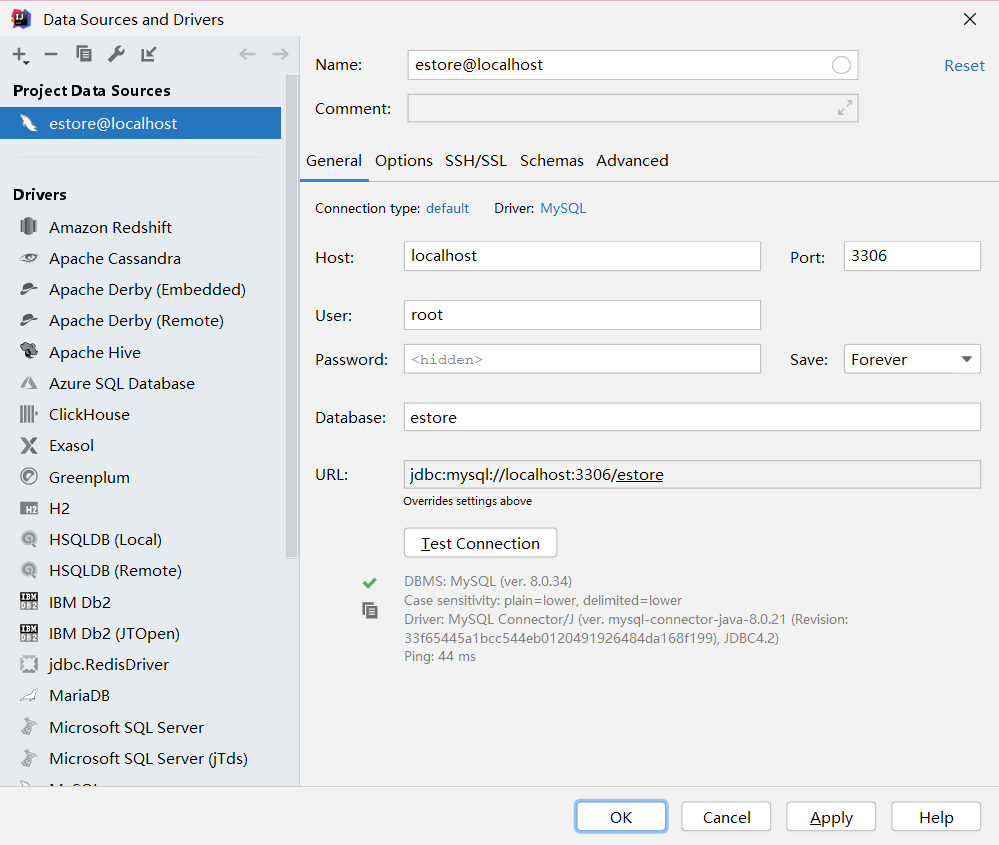 Data Sources and Drivers
Project Data Sources
estore@localhost
Drivers
Amazon Redshift
Apache Cassandra
Apache Derby (Embedded)
Apache Derby (Remote)
Apache Hive
Azure SQL Database
ClickHouse
Exasol
Greenplum
H2
HSQLDB (Local)
HSQLDB (Remote)
IBM Db2
IBM Db2 (JTOpen)
jdbc.RedisDriver
MariaDB
Microsoft SQL Server
Microsoft SQL Server (jTds)
Name: estore@localhost Reset
Comment:
General Options SSH/SSL Schemas Advanced
Connection type: default Driver: MySQL
Host: localhost Port: 3306
User: root
Password: <hidden> Save: Forever
Database: estore
URL: jdbc:mysql://localhost:3306/estore
Overrides settings above
Test Connection
DBMS: MySQL (ver. 8.0.34)
Case sensitivity: plain=lower, delimited=lower
Driver: MySQL Connector/J (ver. mysql-connector-java-8.0.21 (Revision:
33f65445a1bcc544eb0120491926484da168f199), JDBC4.2)
Ping: 44 ms
OK Cancel Apply Help